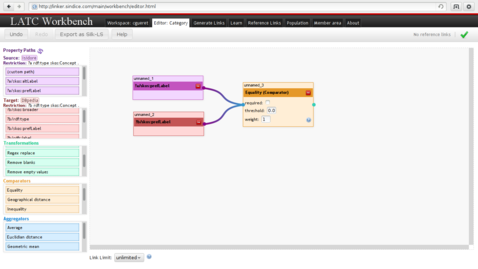 http://linker.sindice.com/main/workbench/editor.html
LATC Workbench
Workspace: cgueret
Editor: Category
Generate Links
Learn
Reference Links
Population
Member area
About
Undo
Redo
Export as Silk-LS
Help
No reference links
Property Paths
Source:
Restriction: ?a rdf:type skos:Concept
(custom path)
?a/skos:altLabel
?a/skos:prefLabel
Target: DBpedia
Restriction: ?b rdf:type skos:Concept
?b/skos:broader
?b/rdf:type
?b/skos:prefLabel
?b/rdfs:label
Transformations
Regex replace
Remove blanks
Remove empty values
Comparators
Equality
Geographical distance
Inequality
Aggregators
Average
Euclidian distance
Geometric mean
unnamed_1
?a/skos:prefLabel
unnamed_2
?b/skos:prefLabel
unnamed_3
Equality (Comparator)
required:
threshold: 0.0
weight: 1
Link Limit: unlimited